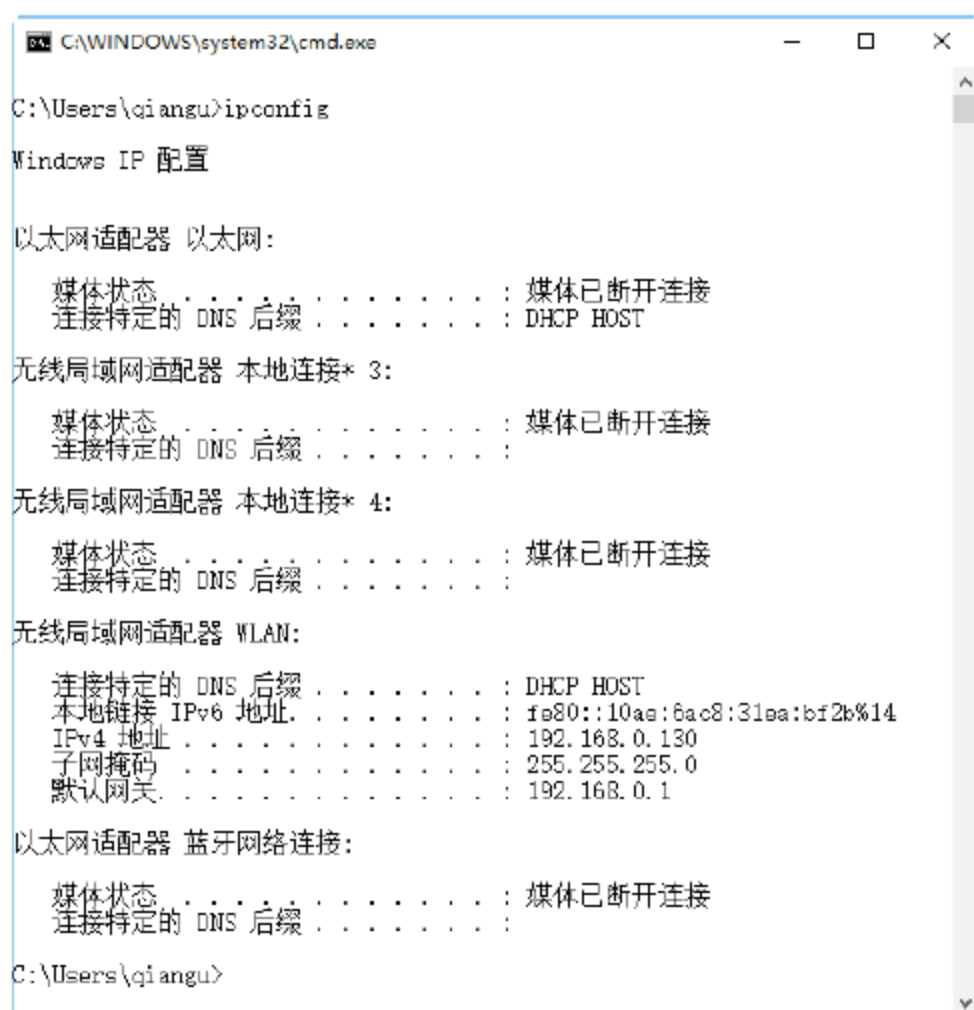 C:\WINDOWS\system32\cmd.exe
C:\Users\qiangu>ipconfig
Windows IP 配置
以太网适配器 以太网:
媒体状态 . . . . . . . . . . . . : 媒体已断开连接
连接特定的 DNS 后缀 . . . . . . . : DHCP HOST
无线局域网适配器 本地连接* 3:
媒体状态 . . . . . . . . . . . . : 媒体已断开连接
连接特定的 DNS 后缀 . . . . . . . :
无线局域网适配器 本地连接* 4:
媒体状态 . . . . . . . . . . . . : 媒体已断开连接
连接特定的 DNS 后缀 . . . . . . . :
无线局域网适配器 WLAN:
连接特定的 DNS 后缀 . . . . . . . : DHCP HOST
本地链接 IPv6 地址. . . . . . . . : fe80::10ae:6ac8:31ea:bf2b%14
IPv4 地址 . . . . . . . . . . . . : 192.168.0.130
子网掩码 . . . . . . . . . . . . : 255.255.255.0
默认网关. . . . . . . . . . . . . : 192.168.0.1
以太网适配器 蓝牙网络连接:
媒体状态 . . . . . . . . . . . . : 媒体已断开连接
连接特定的 DNS 后缀 . . . . . . . :
C:\Users\qiangu>